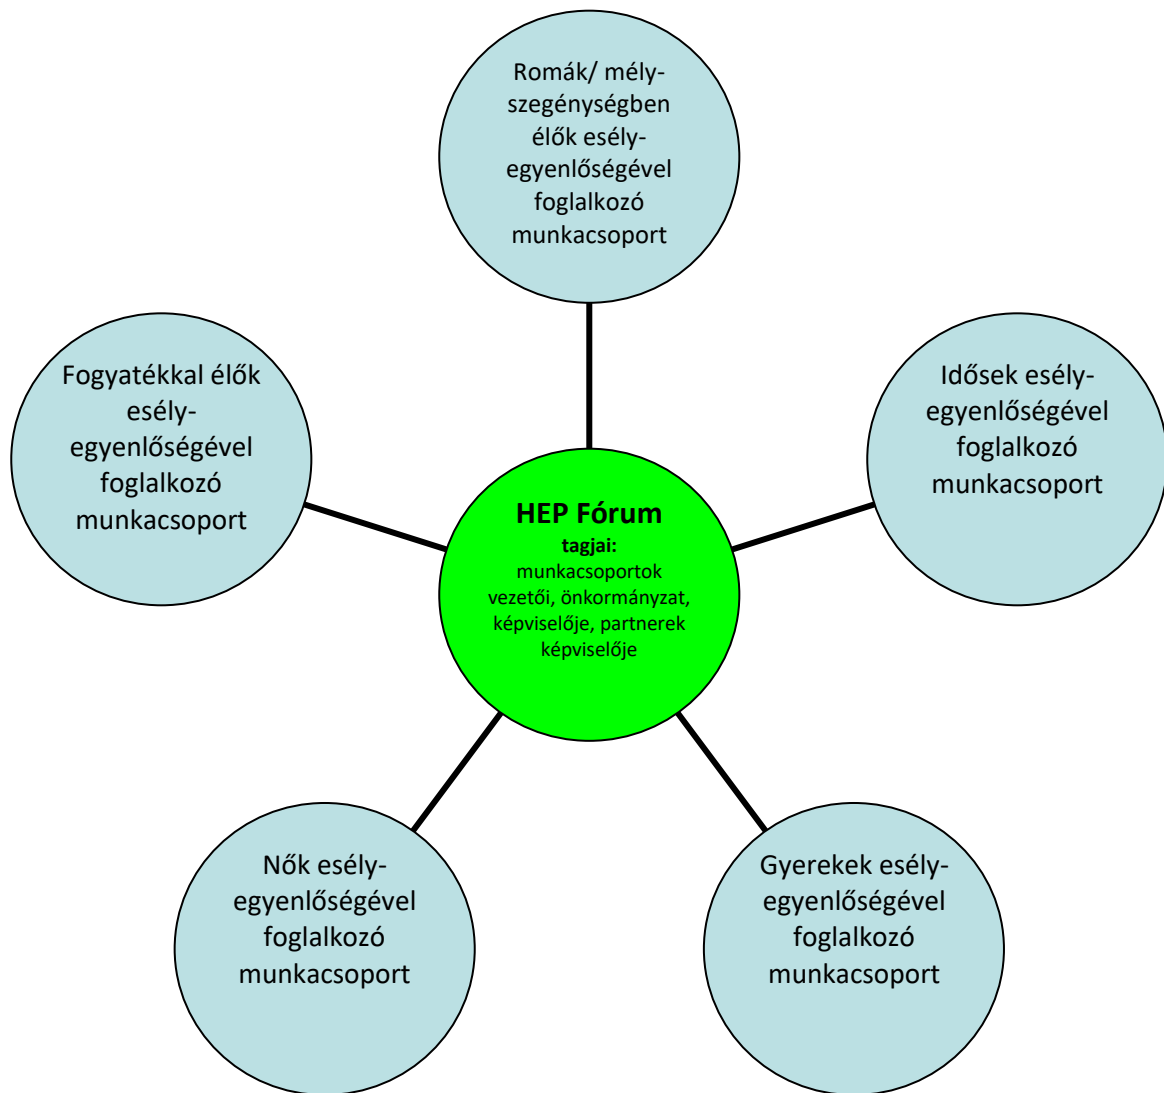 Romák/ mély-
szegénységben
élők esély-
egyenlőségével
foglalkozó
munkacsoport
Fogyatékkal élők
esély-
egyenlőségével
foglalkozó
munkacsoport
Idősek esély-
egyenlőségével
foglalkozó
munkacsoport
HEP Fórum
tagjai:
munkacsoportok
vezetői, önkormányzat,
képviselője, partnerek
képviselője
Nők esély-
egyenlőségével
foglalkozó
munkacsoport
Gyerekek esély-
egyenlőségével
foglalkozó
munkacsoport